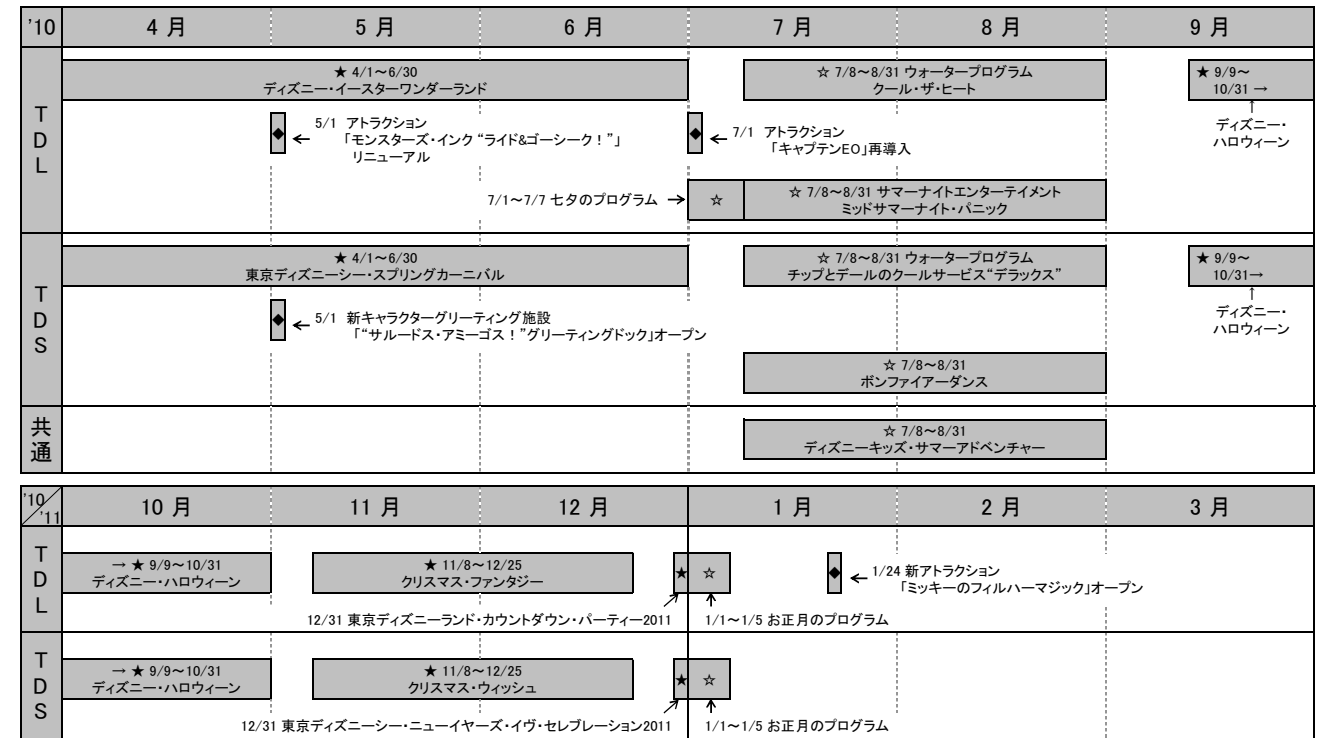 '10 4月 5月 6月 7月 8月 9月
TDL
★ 4/1～6/30
ディズニー・イースターワンダーランド
☆ 7/8～8/31 ウォータープログラム
クール・ザ・ヒート
★ 9/9～
10/31 →
↑
ディズニー・
ハロウィーン
◆ ← 5/1 アトラクション
「モンスターズ・インク“ライド&ゴーシーク！”」
リニューアル
◆ ← 7/1 アトラクション
「キャプテンEO」再導入
7/1～7/7 七夕のプログラム → ☆
☆ 7/8～8/31 サマーナイトエンターテイメント
ミッドサマーナイト・パニック
TDS
★ 4/1～6/30
東京ディズニーシー・スプリングカーニバル
☆ 7/8～8/31 ウォータープログラム
チップとデールのクールサービス“デラックス”
★ 9/9～
10/31→
↑
ディズニー・
ハロウィーン
◆ ← 5/1 新キャラクターグリーティング施設
「“サルードス・アミーゴス！”グリーティングドック」オープン
☆ 7/8～8/31
ボンファイアーダンス
共通
☆ 7/8～8/31
ディズニーキッズ・サマーアドベンチャー
'10/'11 10月 11月 12月 1月 2月 3月
TDL
→ ★ 9/9～10/31
ディズニー・ハロウィーン
★ 11/8～12/25
クリスマス・ファンタジー
★ ☆
◆ ← 1/24 新アトラクション
「ミッキーのフィルハーマジック」オープン
12/31 東京ディズニーランド・カウントダウン・パーティー2011
1/1～1/5 お正月のプログラム
TDS
→ ★ 9/9～10/31
ディズニー・ハロウィーン
★ 11/8～12/25
クリスマス・ウィッシュ
★ ☆
12/31 東京ディズニーシー・ニューイヤーズ・イヴ・セレブレーション2011
1/1～1/5 お正月のプログラム